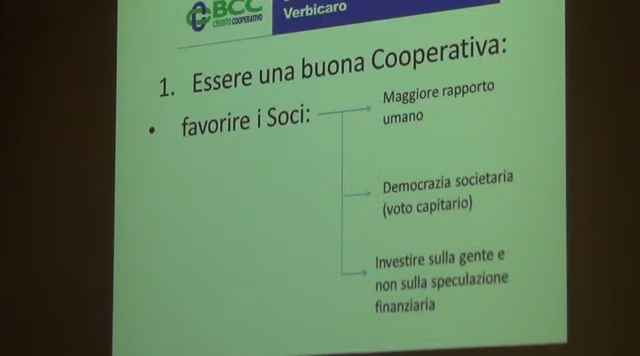 BCC
CREDITO COOPERATIVO
Verbicaro
1. Essere una buona Cooperativa:
• favorire i Soci:
Maggiore rapporto
umano
Democrazia societaria
(voto capitario)
Investire sulla gente e
non sulla speculazione
finanziaria